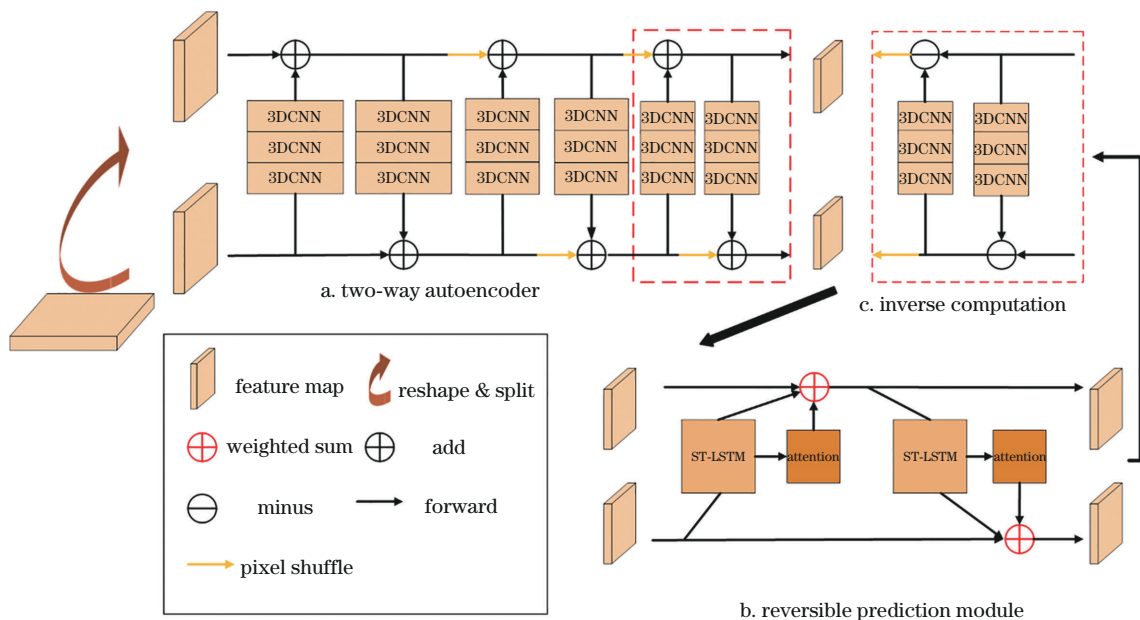 3DCNN 3DCNN 3DCNN 3DCNN 3DCNN 3DCNN 3DCNN 3DCNN
3DCNN 3DCNN 3DCNN 3DCNN 3DCNN 3DCNN 3DCNN 3DCNN
3DCNN 3DCNN 3DCNN 3DCNN 3DCNN 3DCNN 3DCNN 3DCNN
a. two-way autoencoder
c. inverse computation
feature map
reshape & split
weighted sum
add
minus
forward
pixel shuffle
ST-LSTM
attention
ST-LSTM
attention
b. reversible prediction module